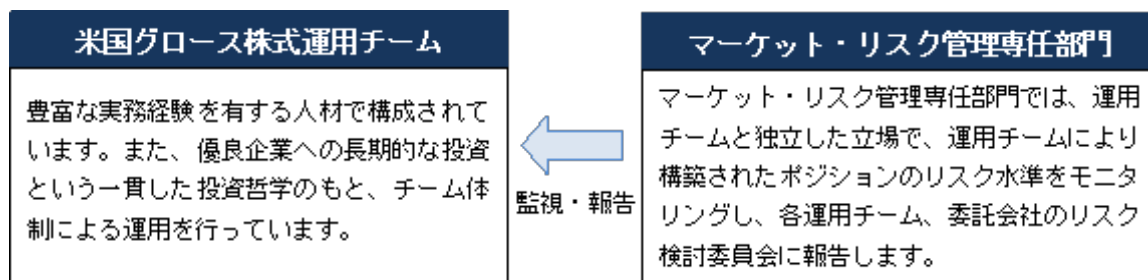 米国グロース株式運用チーム
豊富な実務経験を有する人材で構成されて
います。また、優良企業への長期的な投資
という一貫した投資哲学のもと、チーム体
制による運用を行っています。
監視・報告
マーケット・リスク管理専任部門
マーケット・リスク管理専任部門では、運用
チームと独立した立場で、運用チームにより
構築されたポジションのリスク水準をモニタ
リングし、各運用チーム、委託会社のリスク
検討委員会に報告します。